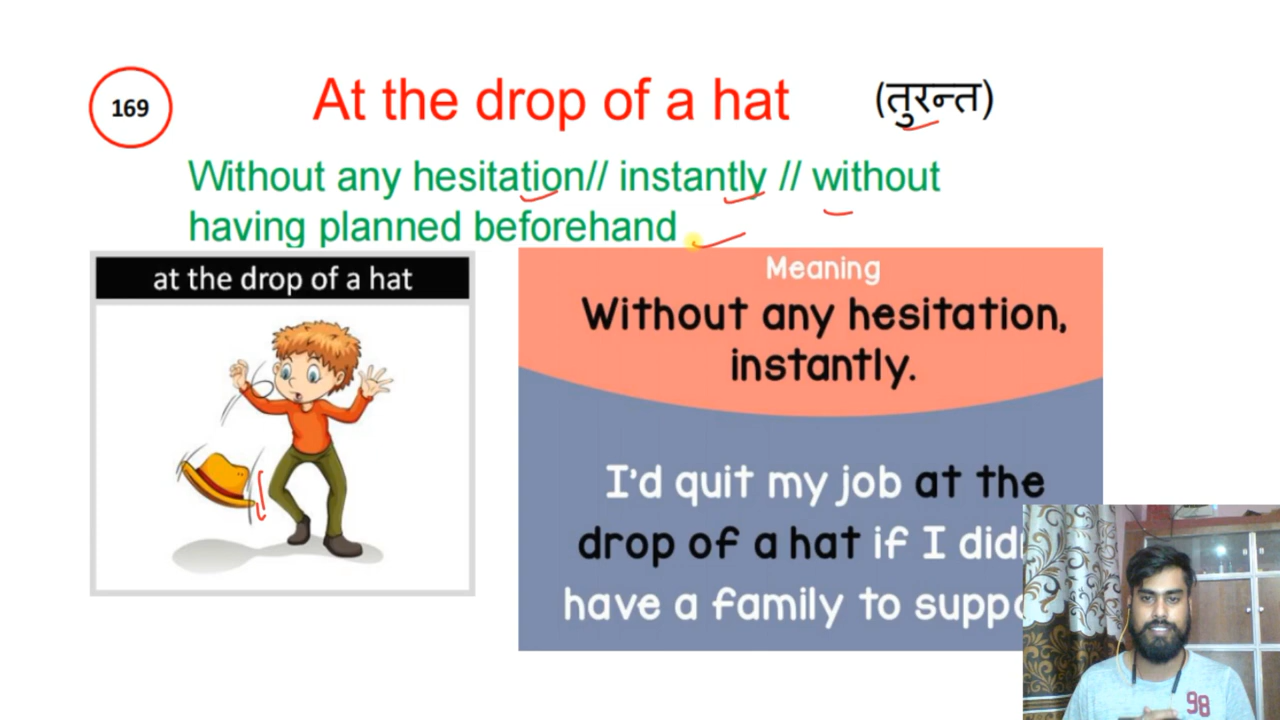 169
At the drop of a hat (तुरन्त)
Without any hesitation// instantly // without
having planned beforehand
at the drop of a hat
Meaning
Without any hesitation,
instantly.
I'd quit my job at the
drop of a hat if I
have a family to
98